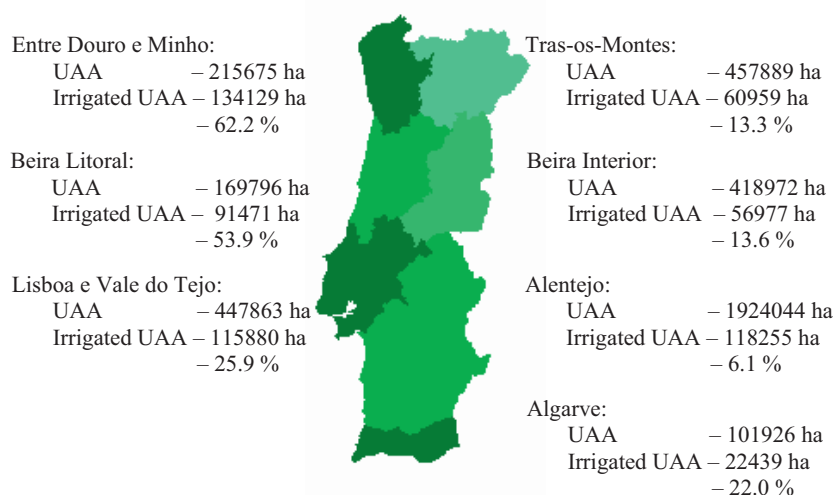 Entre Douro e Minho:
UAA – 215675 ha
Irrigated UAA – 134129 ha
– 62.2 %
Beira Litoral:
UAA – 169796 ha
Irrigated UAA – 91471 ha
– 53.9 %
Lisboa e Vale do Tejo:
UAA – 447863 ha
Irrigated UAA – 115880 ha
– 25.9 %
Tras-os-Montes:
UAA – 457889 ha
Irrigated UAA – 60959 ha
– 13.3 %
Beira Interior:
UAA – 418972 ha
Irrigated UAA – 56977 ha
– 13.6 %
Alentejo:
UAA – 1924044 ha
Irrigated UAA – 118255 ha
– 6.1 %
Algarve:
UAA – 101926 ha
Irrigated UAA – 22439 ha
– 22.0 %